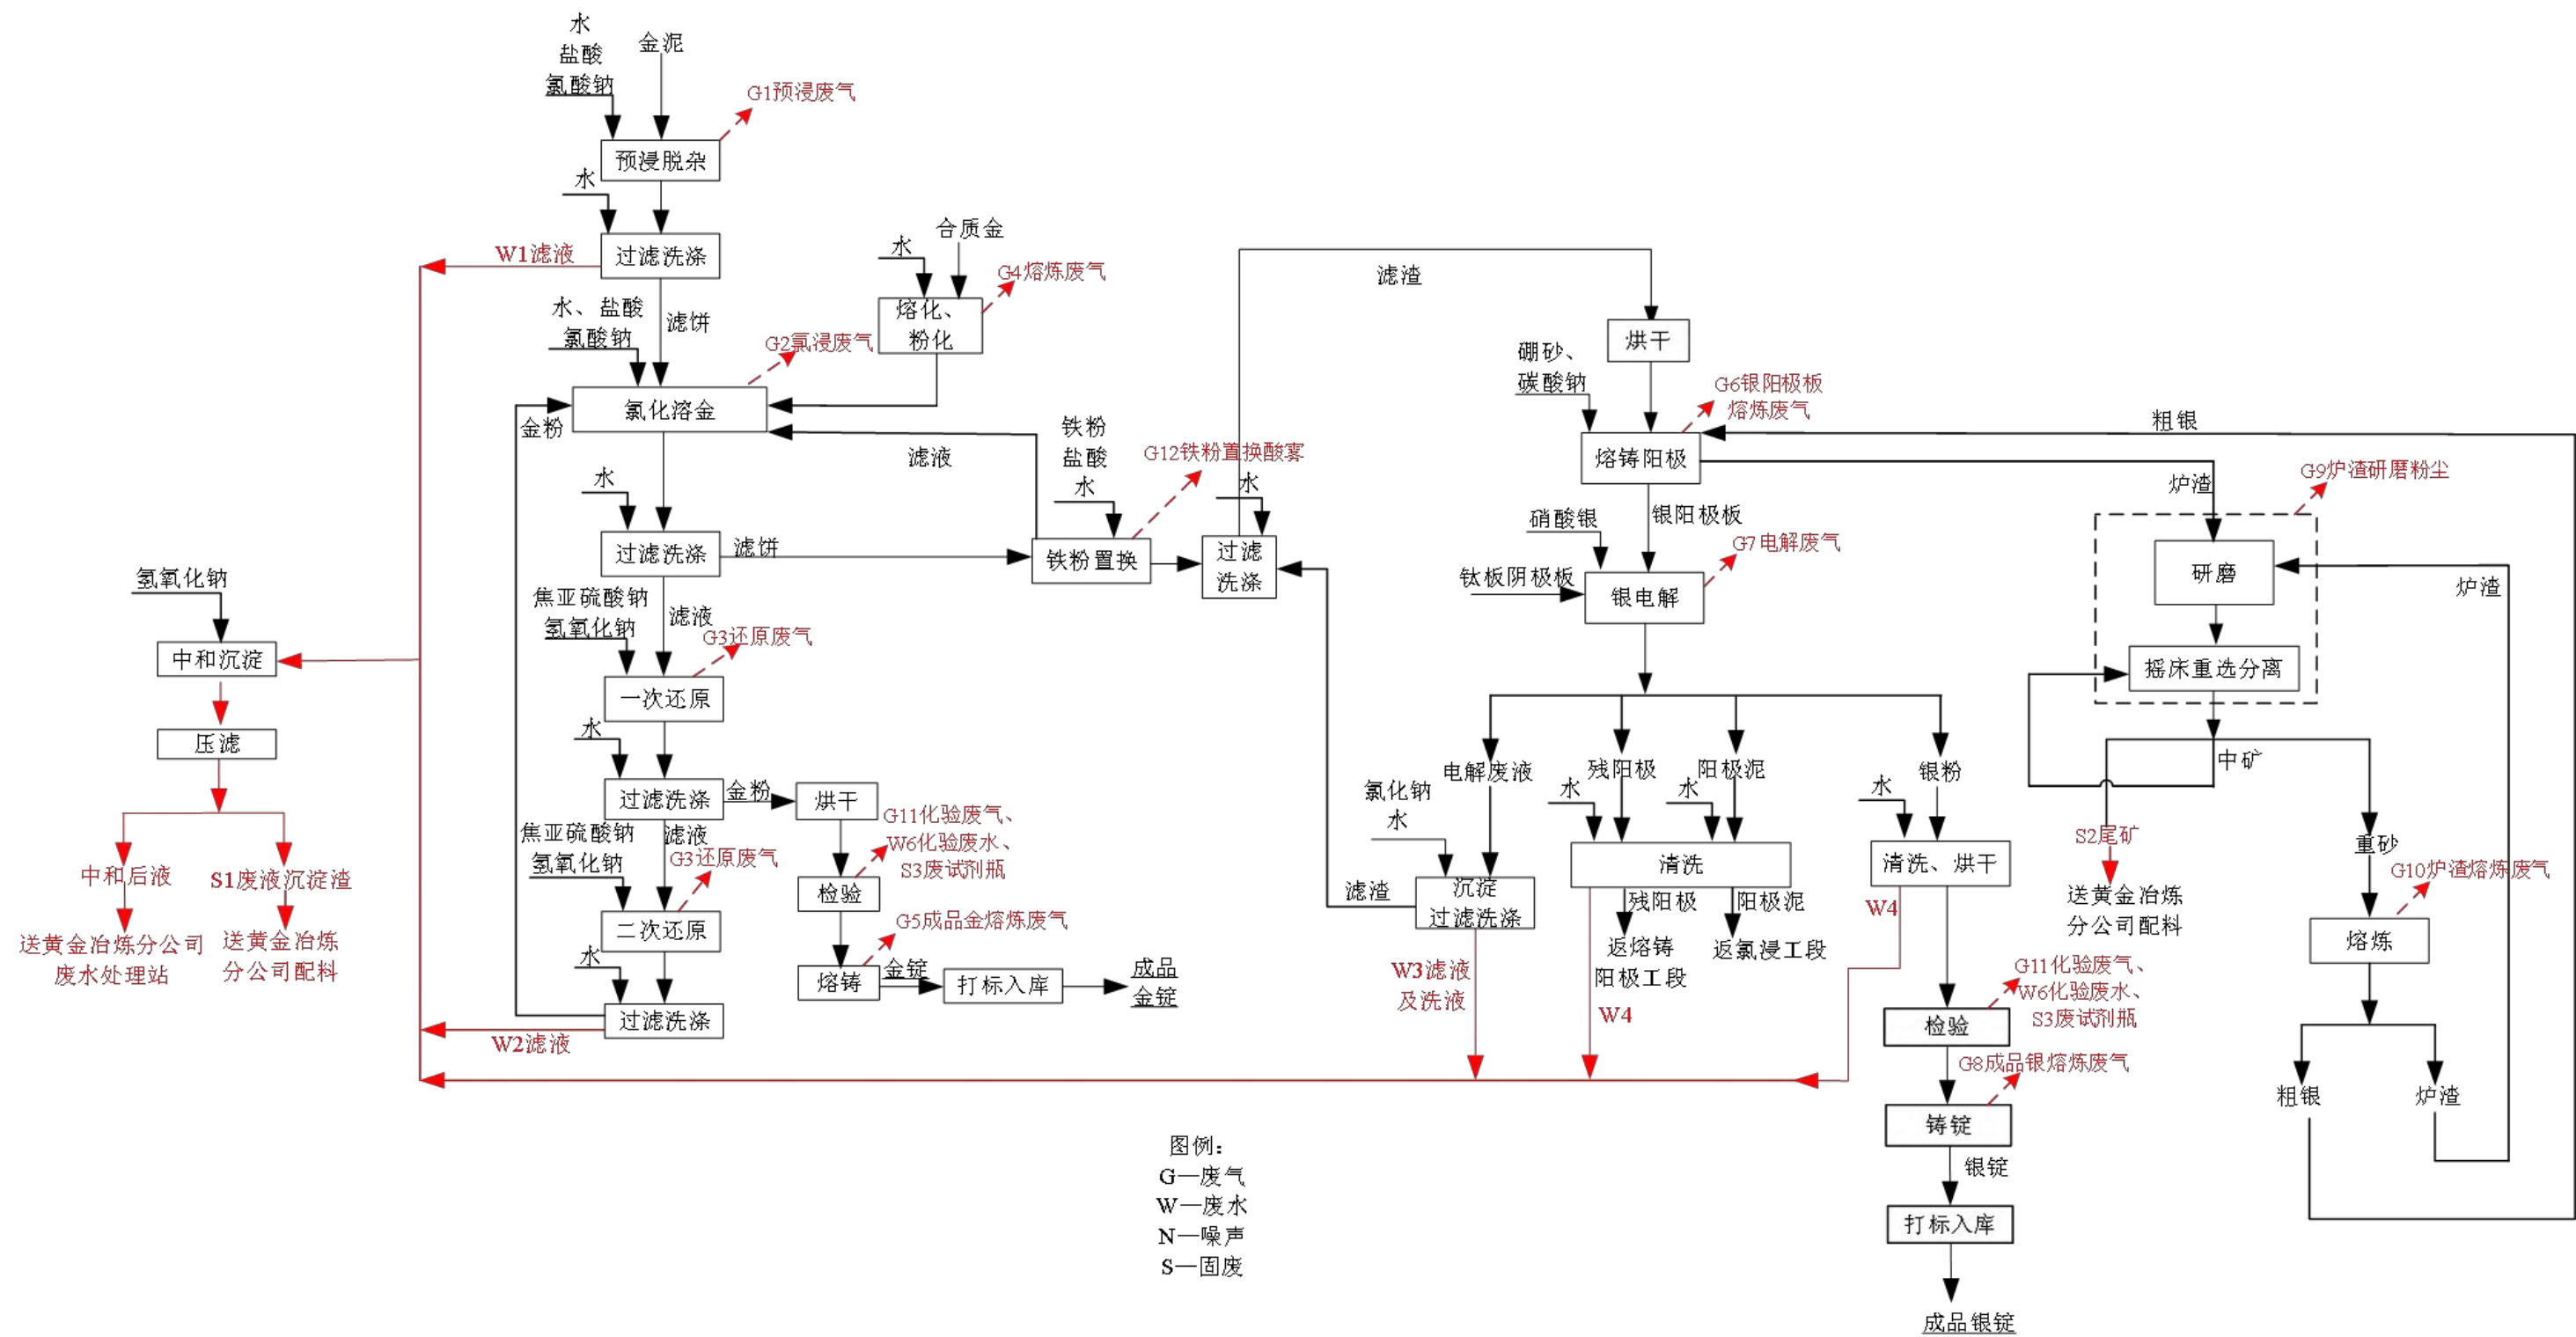 水
盐酸
氯酸钠
金泥
G1预浸废气
预浸脱杂
水
过滤洗涤
W1滤液
水、盐酸
氯酸钠
滤饼
水
合质金
G4熔炼废气
熔化、
粉化
G2氯浸废气
氯化溶金
金粉
滤液
水
过滤洗涤
滤饼
铁粉
盐酸
水
G12铁粉置换酸雾
铁粉置换
水
过滤
洗涤
焦亚硫酸钠
氢氧化钠
滤液
G3还原废气
一次还原
水
过滤洗涤
金粉
烘干
G11化验废气、
W6化验废水、
S3废试剂瓶
检验
G5成品金熔炼废气
熔铸
金锭
打标入库
成品
金锭
焦亚硫酸钠
氢氧化钠
滤液
G3还原废气
二次还原
水
过滤洗涤
W2滤液
氢氧化钠
中和沉淀
压滤
中和后液
送黄金冶炼分公司
废水处理站
S1废液沉淀渣
送黄金冶炼
分公司配料
滤渣
烘干
硼砂、
碳酸钠
G6银阳极板
熔炼废气
熔铸阳极
粗银
炉渣
银阳极板
硝酸银
钛板阴极板
G7电解废气
银电解
电解废液
残阳极
阳极泥
银粉
氯化钠
水
沉淀
过滤洗涤
滤渣
W3滤液
及洗液
水
水
清洗
残阳极
阳极泥
返熔铸
阳极工段
返氯浸工段
W4
水
清洗、烘干
W4
G11化验废气、
W6化验废水、
S3废试剂瓶
检验
G8成品银熔炼废气
铸锭
银锭
打标入库
成品银锭
G9炉渣研磨粉尘
研磨
炉渣
摇床重选分离
中矿
S2尾矿
送黄金冶炼
分公司配料
重砂
G10炉渣熔炼废气
熔炼
粗银
炉渣
图例：
G—废气
W—废水
N—噪声
S—固废